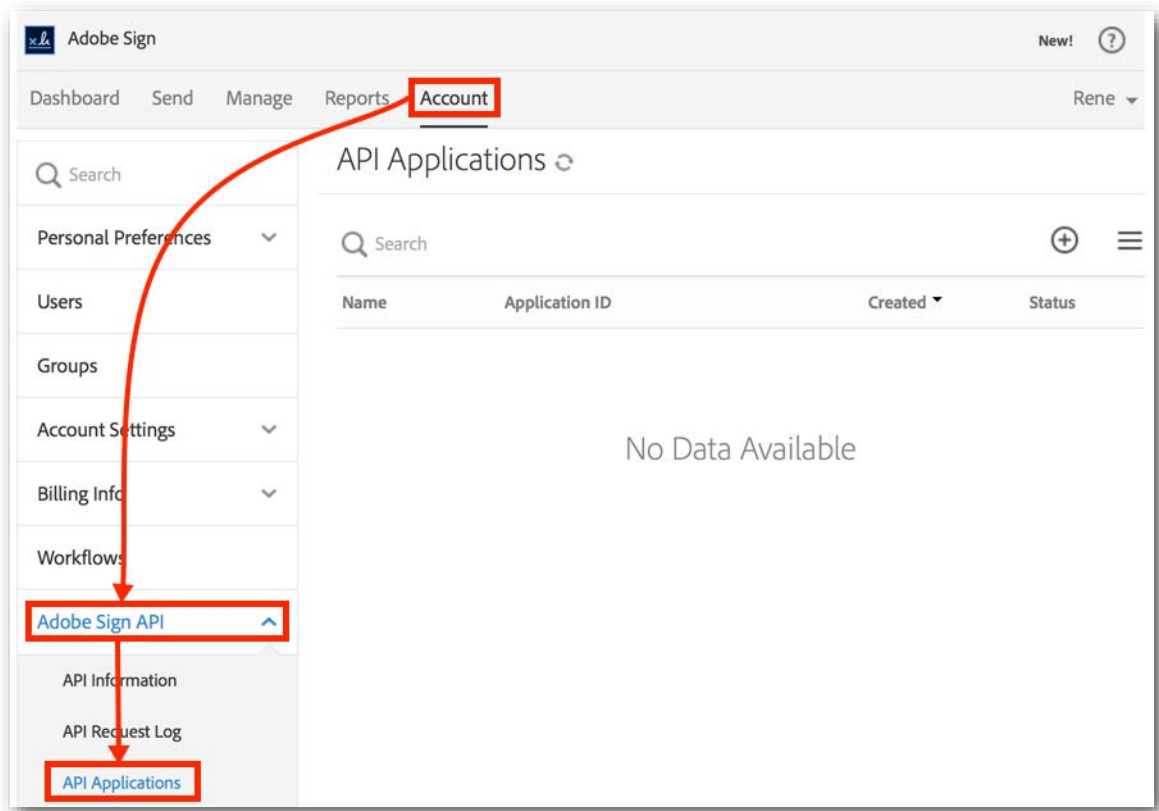 Adobe Sign
New!
?
Dashboard Send Manage Reports Account Rene
Search
API Applications
Personal Preferences
Search
Users
Name Application ID Created Status
Groups
Account Settings
No Data Available
Billing Info
Workflows
Adobe Sign API
API Information
API Request Log
API Applications